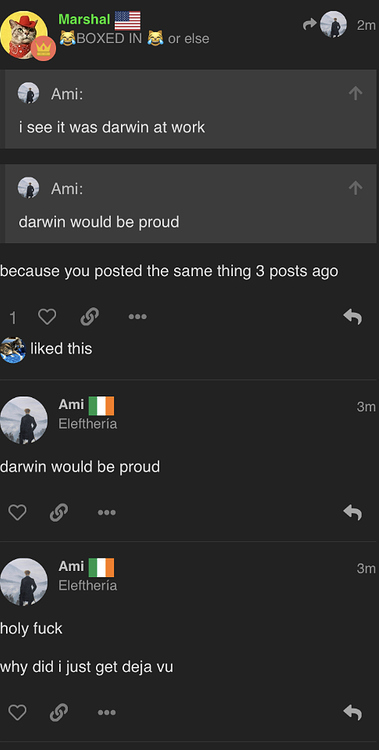 Marshal
2m
😹BOXED IN 😹 or else
Ami:
i see it was darwin at work
Ami:
darwin would be proud
because you posted the same thing 3 posts ago
1
liked this
Ami
3m
Eleftheria
darwin would be proud
Ami
3m
Eleftheria
holy fuck
why did i just get deja vu